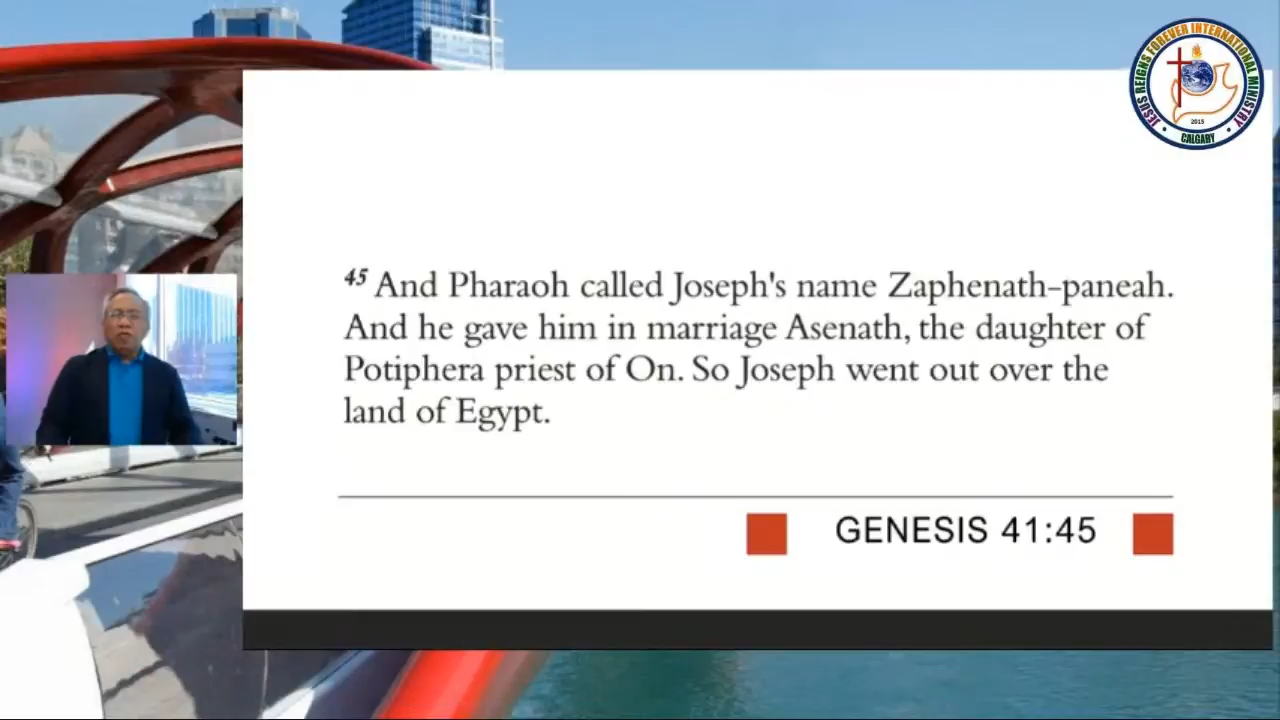 JESUS REIGNS FOREVER INTERNATIONAL MINISTRY
2015
• CALGARY •
45 And Pharaoh called Joseph's name Zaphenath-paneah.
And he gave him in marriage Asenath, the daughter of
Potiphera priest of On. So Joseph went out over the
land of Egypt.
GENESIS 41:45